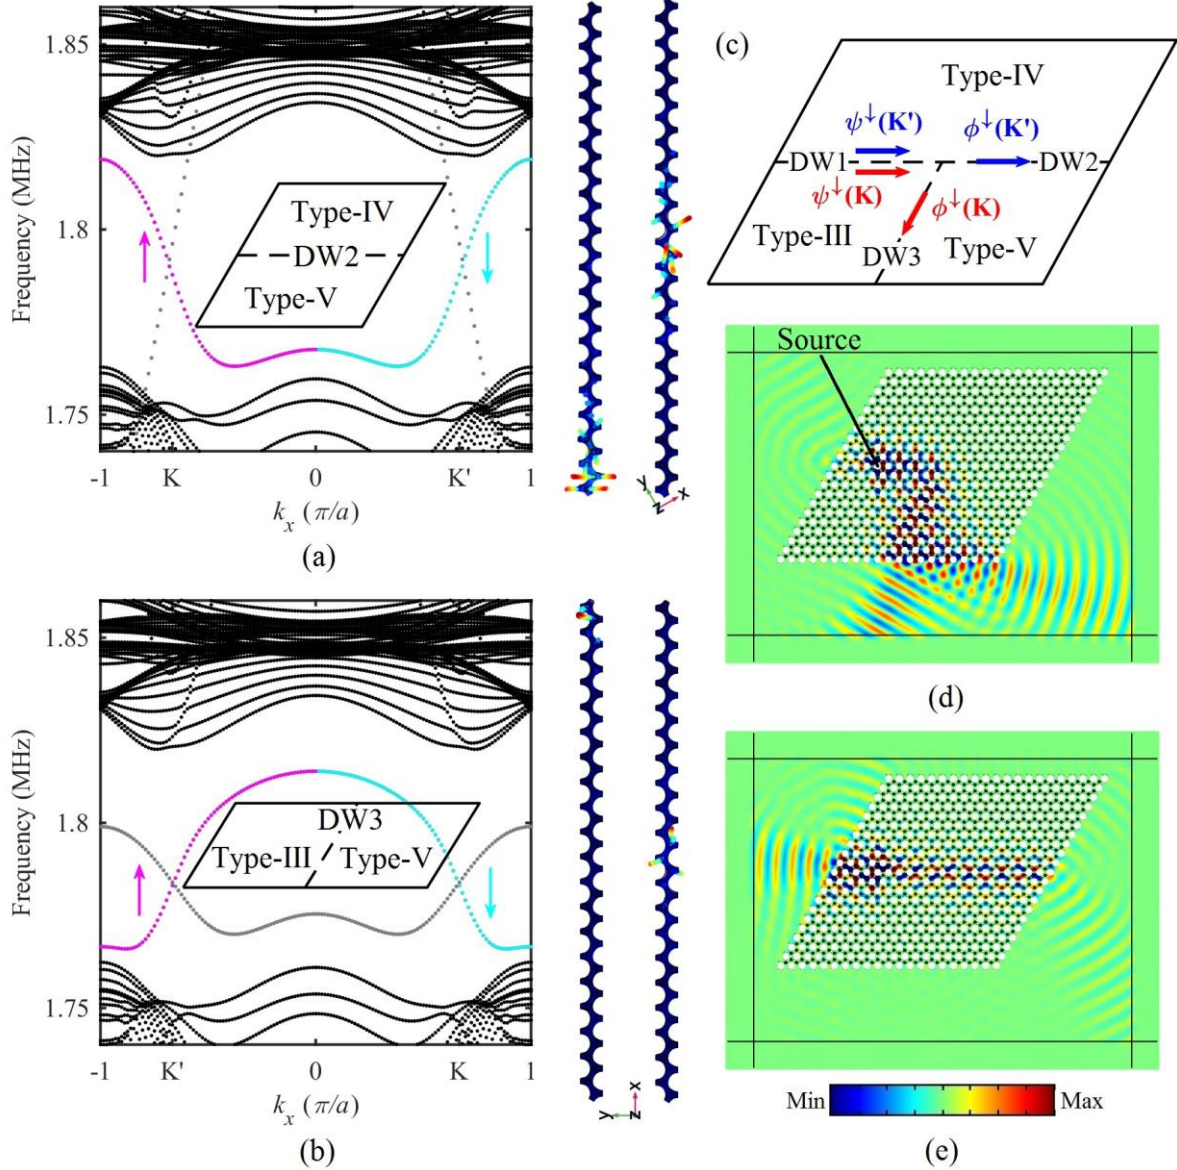 1.85
1.8
1.75
Frequency (MHz)
Type-IV
DW2
Type-V
-1 K 0 K' 1
k_x (π/a)
(a)
y z x
(c)
Type-IV
ψ↓(K') ϕ↓(K')
DW1 DW2
ψ↓(K) ϕ↓(K)
Type-III DW3 Type-V
Source
(d)
1.85
1.8
1.75
Frequency (MHz)
DW3
Type-III Type-V
-1 K' 0 K 1
k_x (π/a)
(b)
y z x
Min Max
(e)